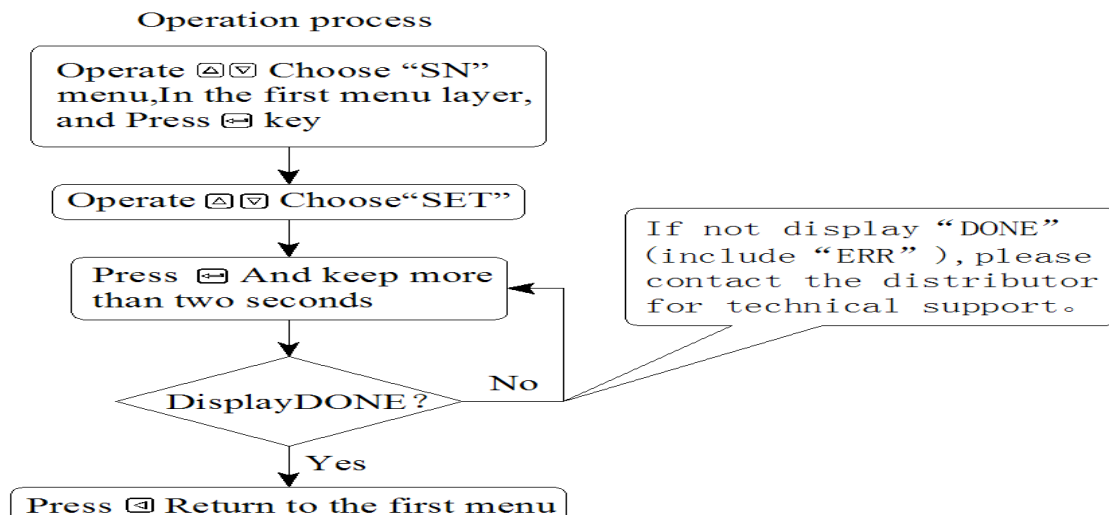 Operation process
Operate △▽ Choose “SN”
menu,In the first menu layer,
and Press ↵ key
Operate △▽ Choose“SET”
Press ↵ And keep more
than two seconds
If not display “DONE”
(include “ERR” ),please
contact the distributor
for technical support。
No
DisplayDONE？
Yes
Press ◁ Return to the first menu